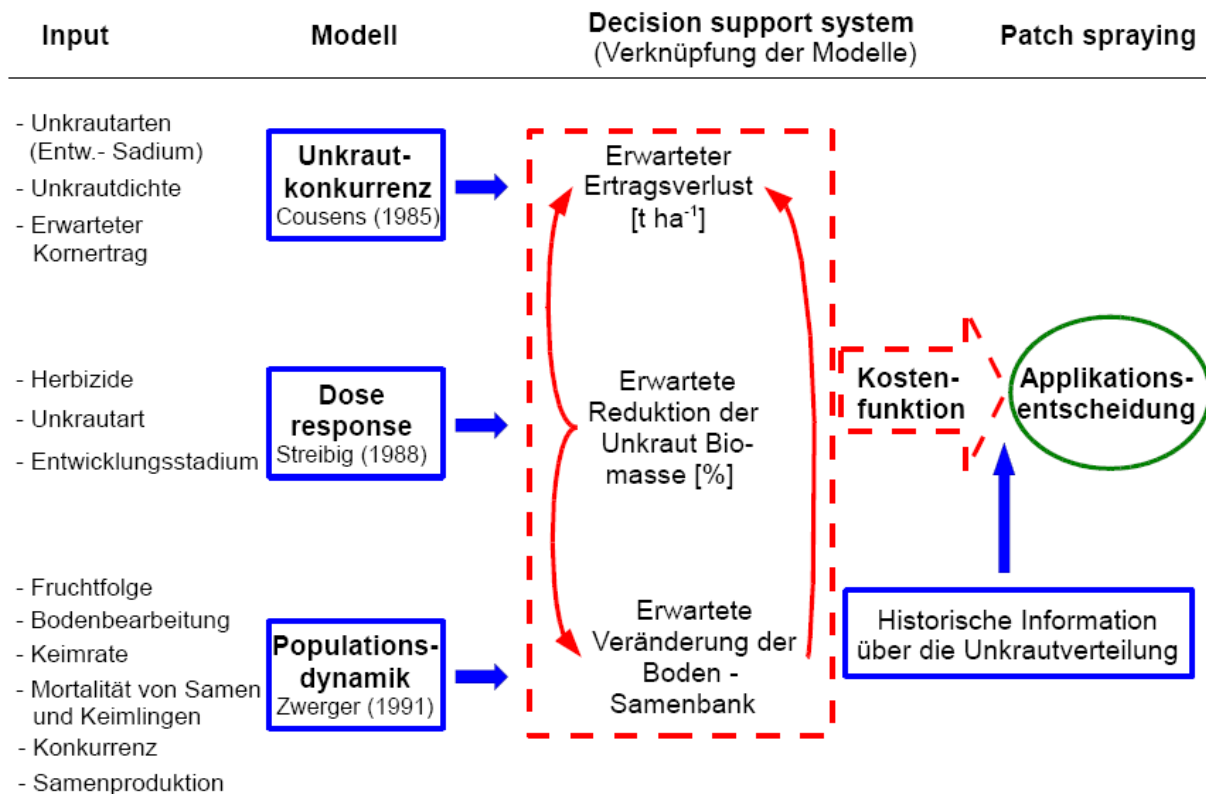 Input
Modell
Decision support system
(Verknüpfung der Modelle)
Patch spraying
- Unkrautarten
(Entw.- Sadium)
- Unkrautdichte
- Erwarteter
Kornertrag
Unkraut-
konkurrenz
Cousens (1985)
Erwarteter
Ertragsverlust
[t ha⁻¹]
- Herbizide
- Unkrautart
- Entwicklungsstadium
Dose
response
Streibig (1988)
Erwartete
Reduktion der
Unkraut Bio-
masse [%]
Kosten-
funktion
Applikations-
entscheidung
- Fruchtfolge
- Bodenbearbeitung
- Keimrate
- Mortalität von Samen
und Keimlingen
- Konkurrenz
- Samenproduktion
Populations-
dynamik
Zwerger (1991)
Erwartete
Veränderung der
Boden -
Samenbank
Historische Information
über die Unkrautverteilung